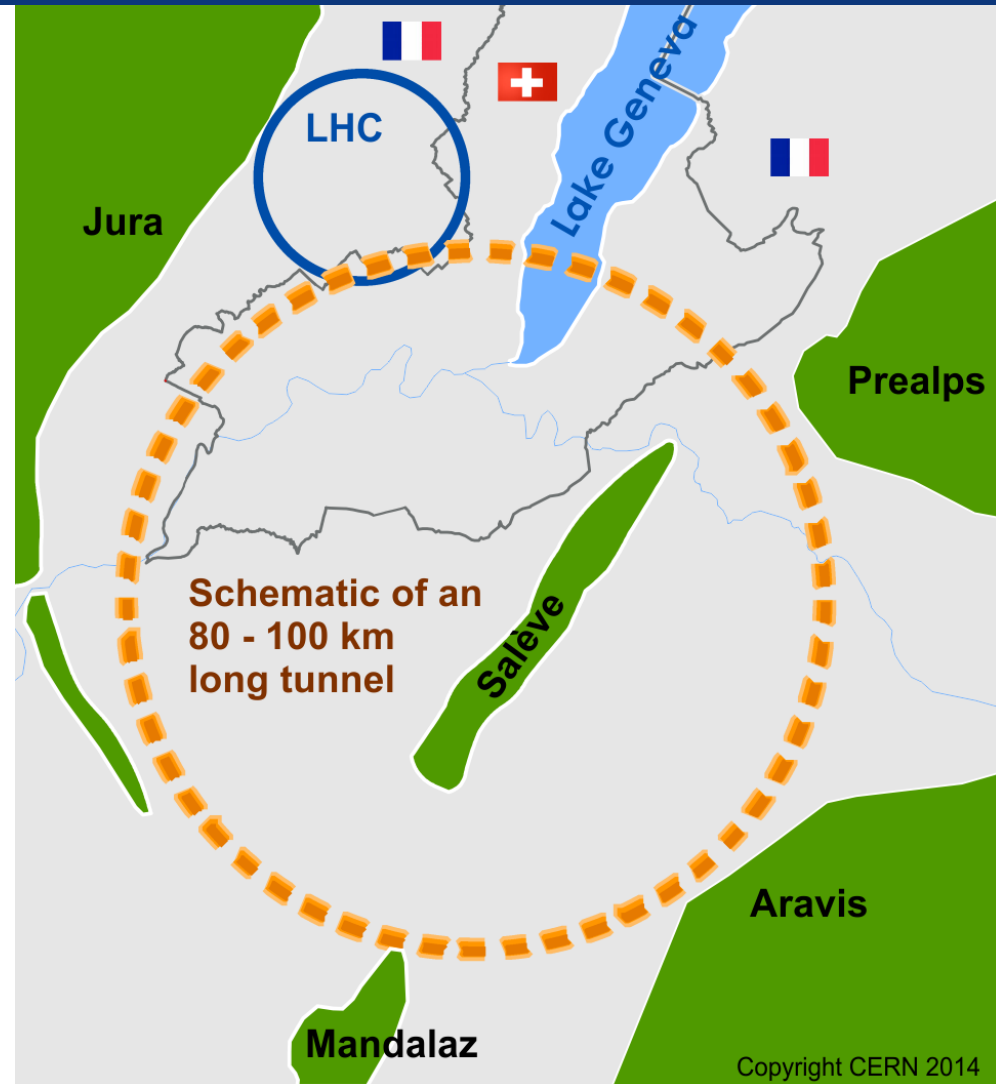 LHC
Lake Geneva
Jura
Prealps
Schematic of an
80 - 100 km
long tunnel
Salève
Aravis
Mandalaz
Copyright CERN 2014